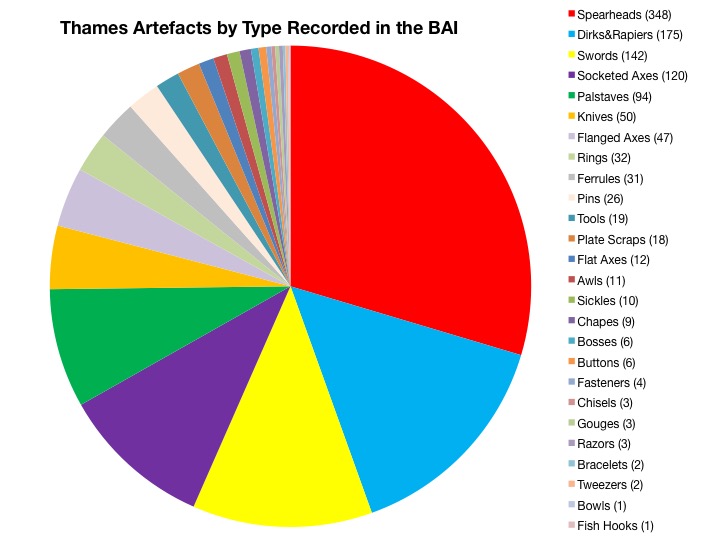 Thames Artefacts by Type Recorded in the BAI
Spearheads (348)
Dirks&Rapiers (175)
Swords (142)
Socketed Axes (120)
Palstaves (94)
Knives (50)
Flanged Axes (47)
Rings (32)
Ferrules (31)
Pins (26)
Tools (19)
Plate Scraps (18)
Flat Axes (12)
Awls (11)
Sickles (10)
Chapes (9)
Bosses (6)
Buttons (6)
Fasteners (4)
Chisels (3)
Gouges (3)
Razors (3)
Bracelets (2)
Tweezers (2)
Bowls (1)
Fish Hooks (1)